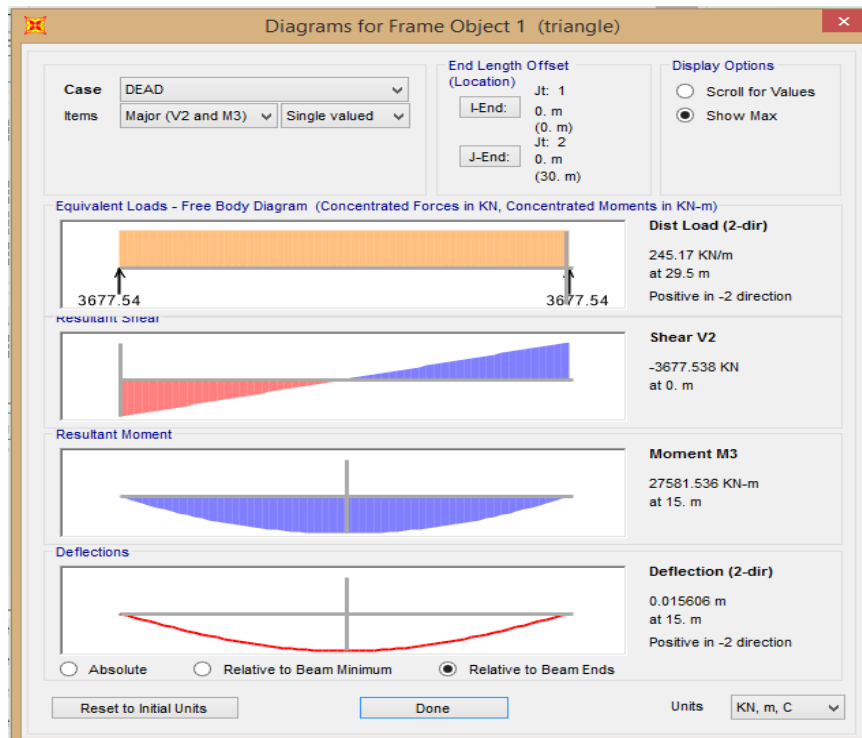 Diagrams for Frame Object 1 (triangle)
Case DEAD
Items Major (V2 and M3) Single valued
End Length Offset
(Location)
I-End:
Jt: 1
0. m
(0. m)
J-End:
Jt: 2
0. m
(30. m)
Display Options
Scroll for Values
Show Max
Equivalent Loads - Free Body Diagram (Concentrated Forces in KN, Concentrated Moments in KN-m)
3677.54
3677.54
Dist Load (2-dir)
245.17 KN/m
at 29.5 m
Positive in -2 direction
Resultant Shear
Shear V2
-3677.538 KN
at 0. m
Resultant Moment
Moment M3
27581.536 KN-m
at 15. m
Deflections
Deflection (2-dir)
0.015606 m
at 15. m
Positive in -2 direction
Absolute Relative to Beam Minimum Relative to Beam Ends
Reset to Initial Units Done Units KN, m, C